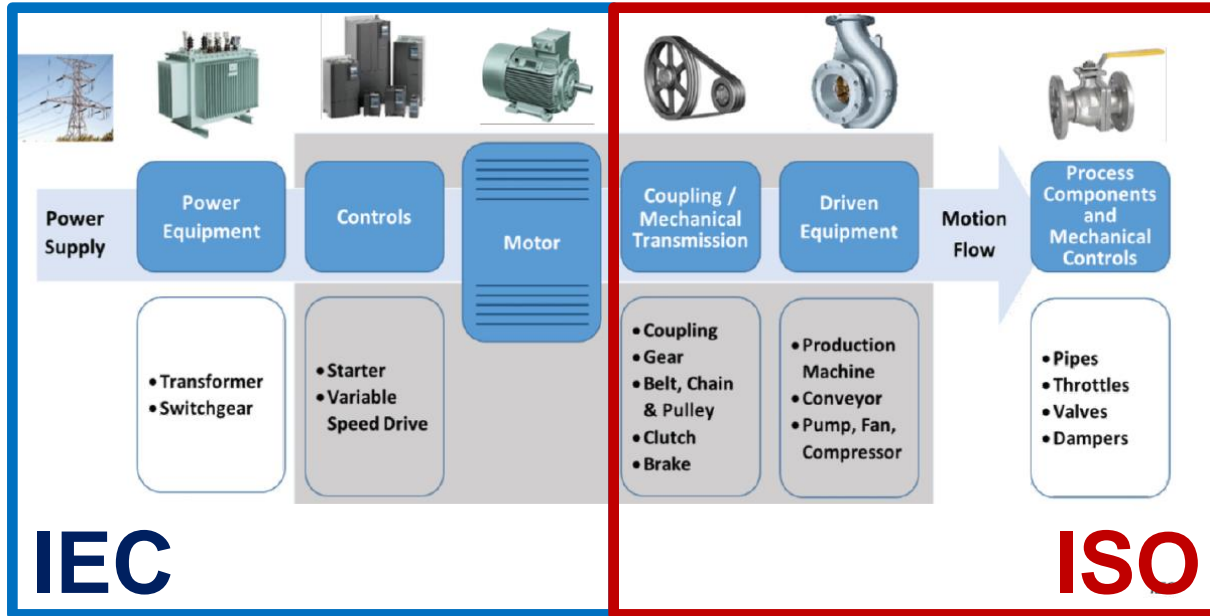 Power
Supply
Power
Equipment
Controls
Motor
Coupling /
Mechanical
Transmission
Driven
Equipment
Motion
Flow
Process
Components
and
Mechanical
Controls
• Transformer
• Switchgear
• Starter
• Variable
Speed Drive
• Coupling
• Gear
• Belt, Chain
& Pulley
• Clutch
• Brake
• Production
Machine
• Conveyor
• Pump, Fan,
Compressor
• Pipes
• Throttles
• Valves
• Dampers
IEC
ISO